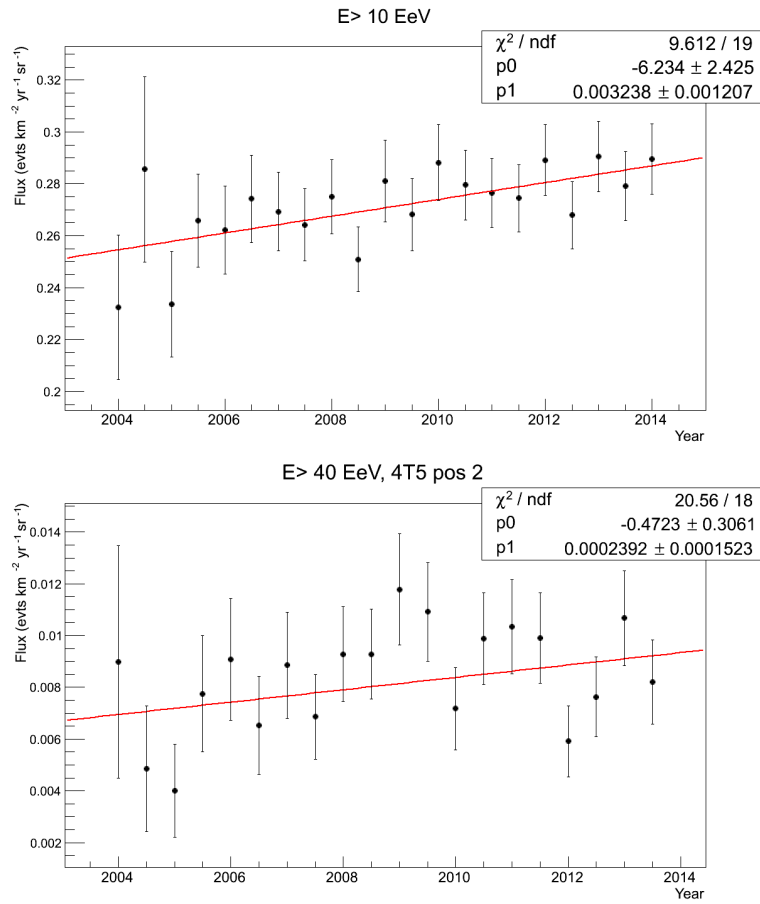 E> 10 EeV
χ² / ndf 9.612 / 19
p0 -6.234 ± 2.425
p1 0.003238 ± 0.001207
Flux (evts km⁻² yr⁻¹ sr⁻¹)
0.32
0.3
0.28
0.26
0.24
0.22
0.2
2004 2006 2008 2010 2012 2014
Year
E> 40 EeV, 4T5 pos 2
χ² / ndf 20.56 / 18
p0 -0.4723 ± 0.3061
p1 0.0002392 ± 0.0001523
Flux (evts km⁻² yr⁻¹ sr⁻¹)
0.014
0.012
0.01
0.008
0.006
0.004
0.002
2004 2006 2008 2010 2012 2014
Year